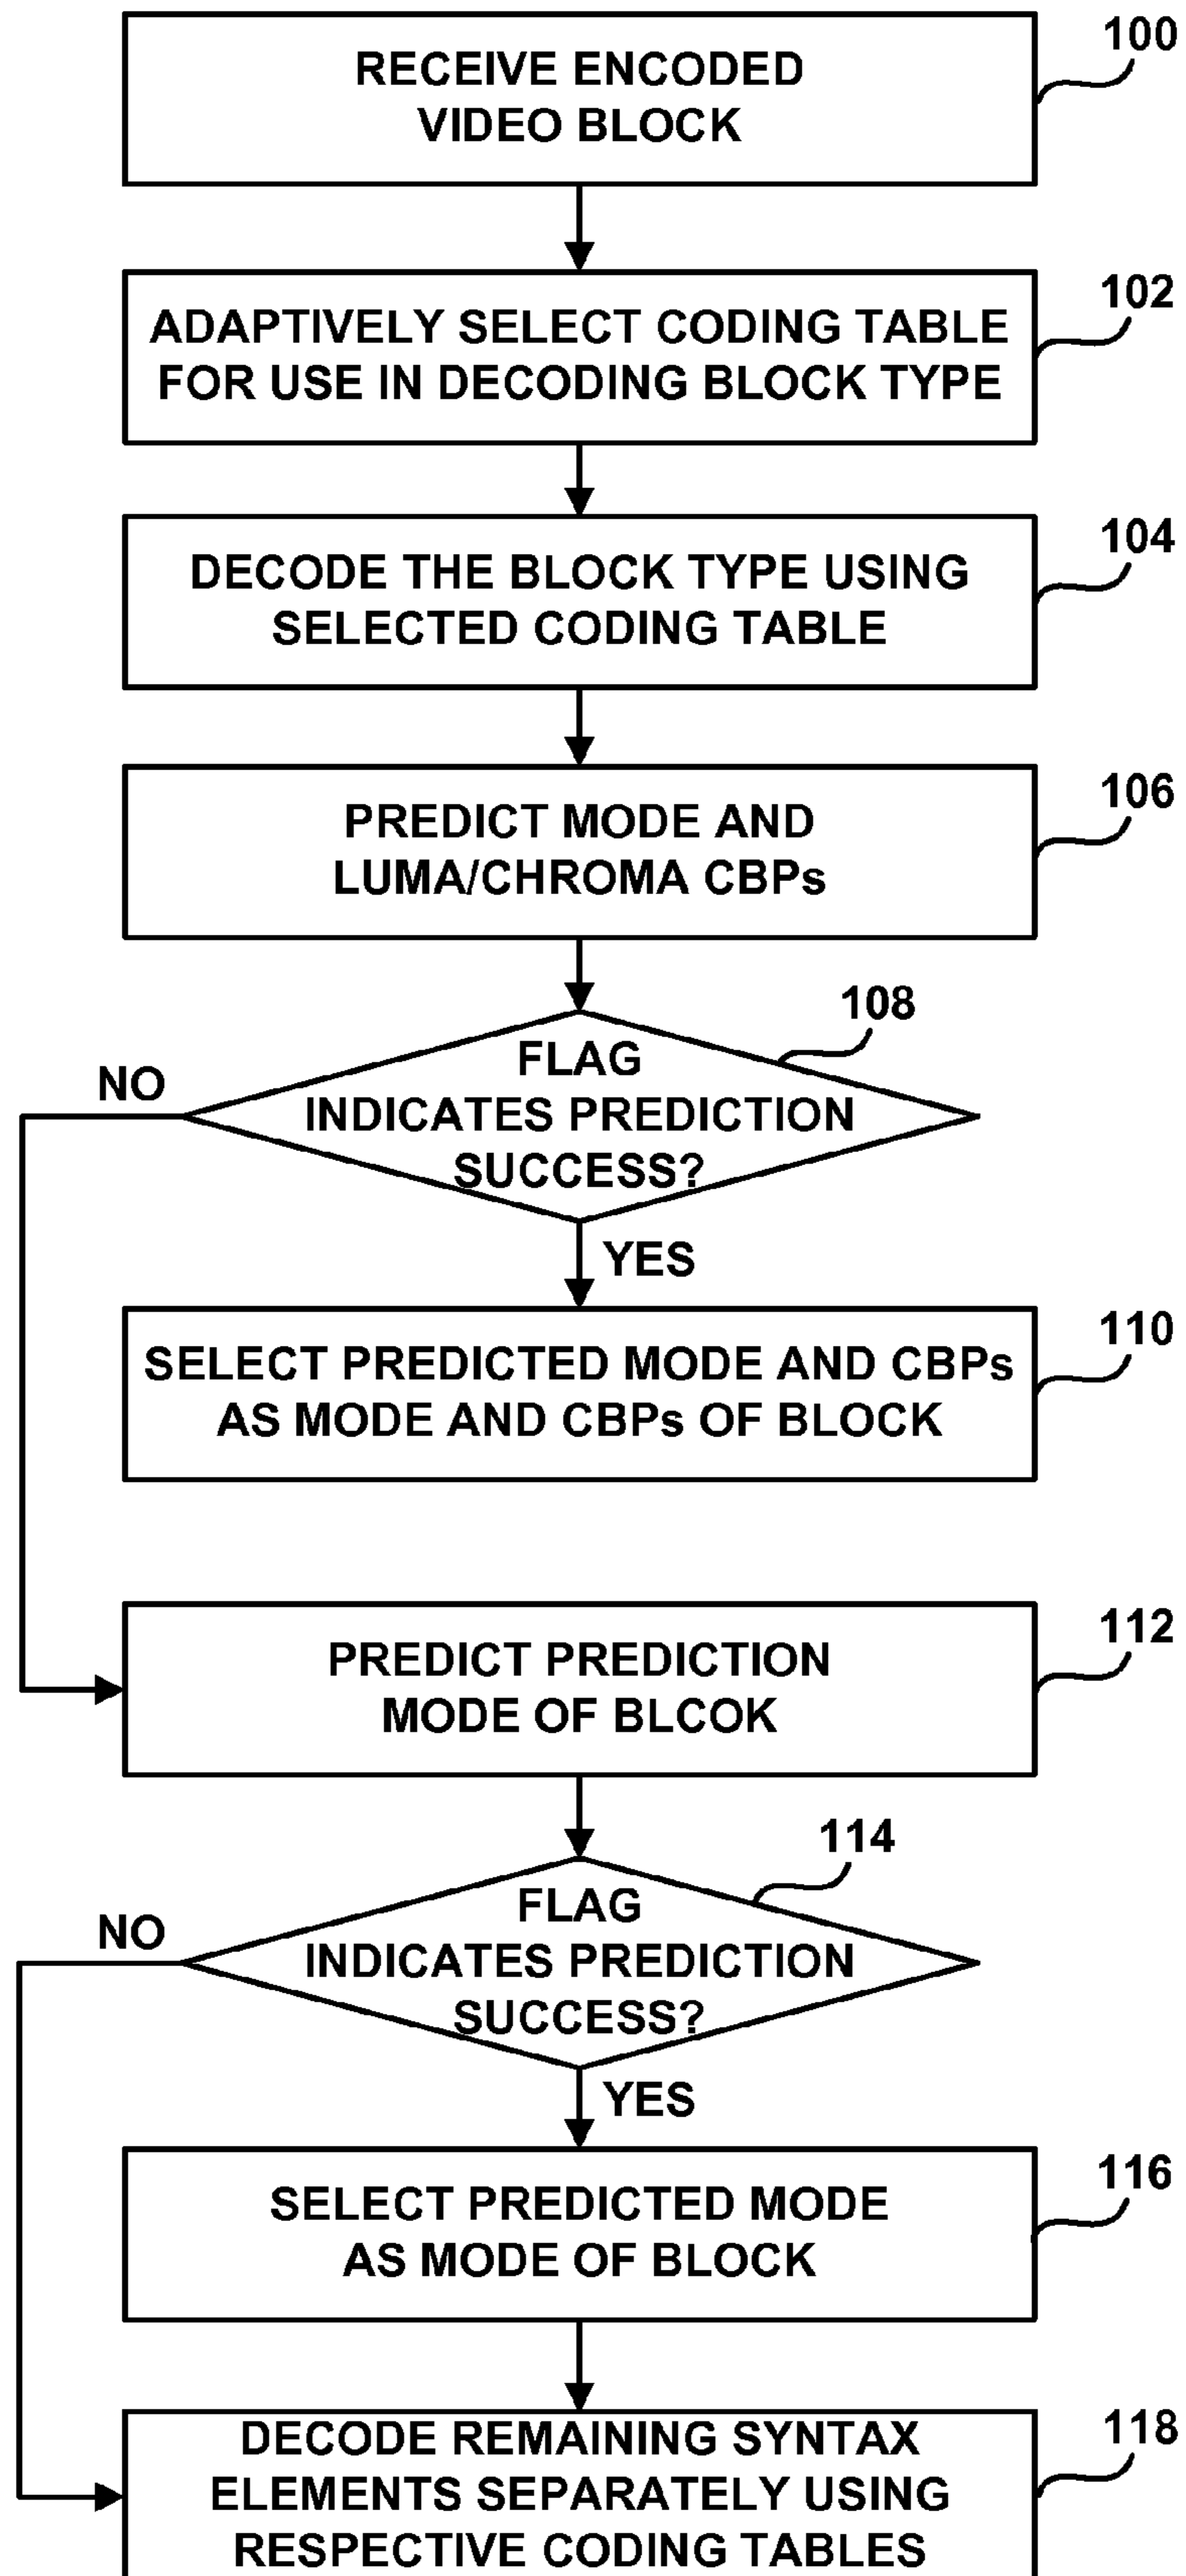 100
RECEIVE ENCODED
VIDEO BLOCK
102
ADAPTIVELY SELECT CODING TABLE
FOR USE IN DECODING BLOCK TYPE
104
DECODE THE BLOCK TYPE USING
SELECTED CODING TABLE
106
PREDICT MODE AND
LUMA/CHROMA CBPs
108
NO
FLAG
INDICATES PREDICTION
SUCCESS?
YES
110
SELECT PREDICTED MODE AND CBPs
AS MODE AND CBPs OF BLOCK
112
PREDICT PREDICTION
MODE OF BLCOK
114
NO
FLAG
INDICATES PREDICTION
SUCCESS?
YES
116
SELECT PREDICTED MODE
AS MODE OF BLOCK
118
DECODE REMAINING SYNTAX
ELEMENTS SEPARATELY USING
RESPECTIVE CODING TABLES